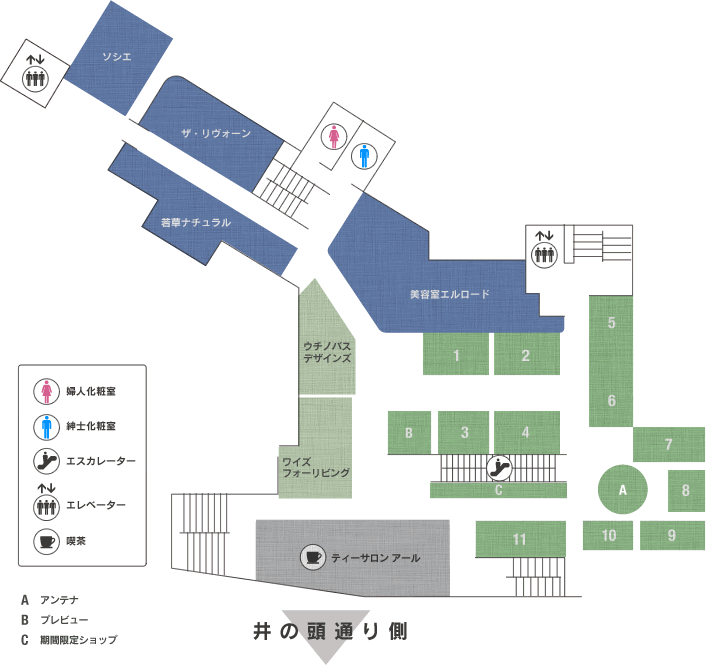 ソシエ
ザ・リヴォーン
若草ナチュラル
美容室エルロード
ウチノバス
デザインズ
1
2
5
6
B
3
4
7
ワイズ
フォーリビング
C
A
8
11
10
9
ティーサロン アール
婦人化粧室
紳士化粧室
エスカレーター
エレベーター
喫茶
A アンテナ
B プレビュー
C 期間限定ショップ
井の頭通り側